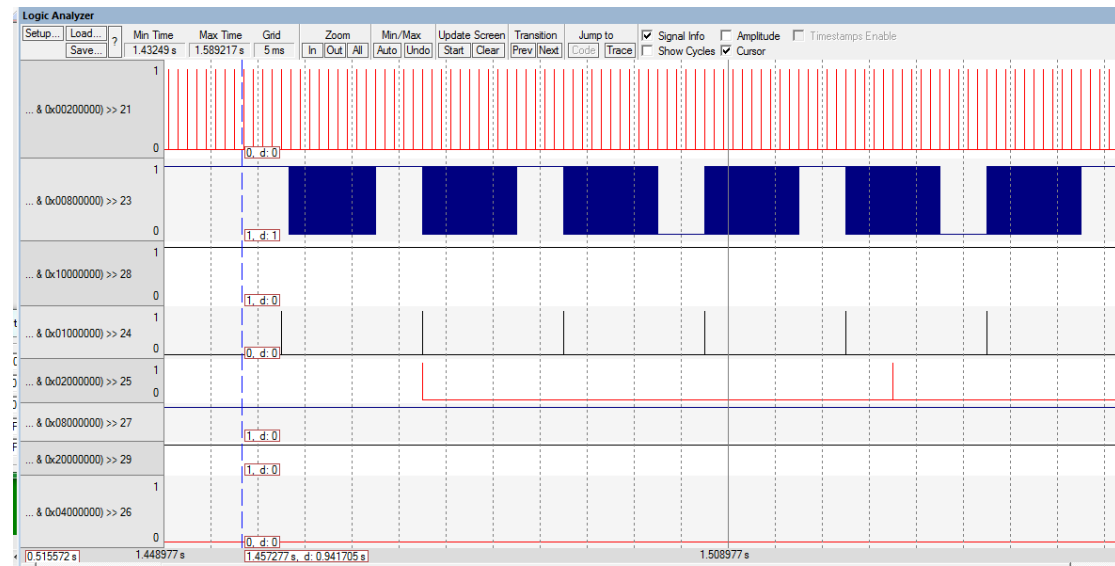 Logic Analyzer
Setup... Load... ? Min Time Max Time Grid Zoom Min/Max Update Screen Transition Jump to Signal Info Amplitude Timestamps Enable
Save... 1.43249 s 1.589217 s 5 ms In Out All Auto Undo Start Clear Prev Next Code Trace Show Cycles Cursor
1
... & 0x00200000) >> 21
0
0, d: 0
1
... & 0x00800000) >> 23
0
1, d: 1
1
... & 0x10000000) >> 28
0
1, d: 0
1
... & 0x01000000) >> 24
0
0, d: 0
1
... & 0x02000000) >> 25
0
... & 0x08000000) >> 27
1, d: 0
... & 0x20000000) >> 29
1, d: 0
1
... & 0x04000000) >> 26
0
0, d: 0
0.515572 s 1.448977 s 1.457277 s, d: 0.941705 s 1.508977 s